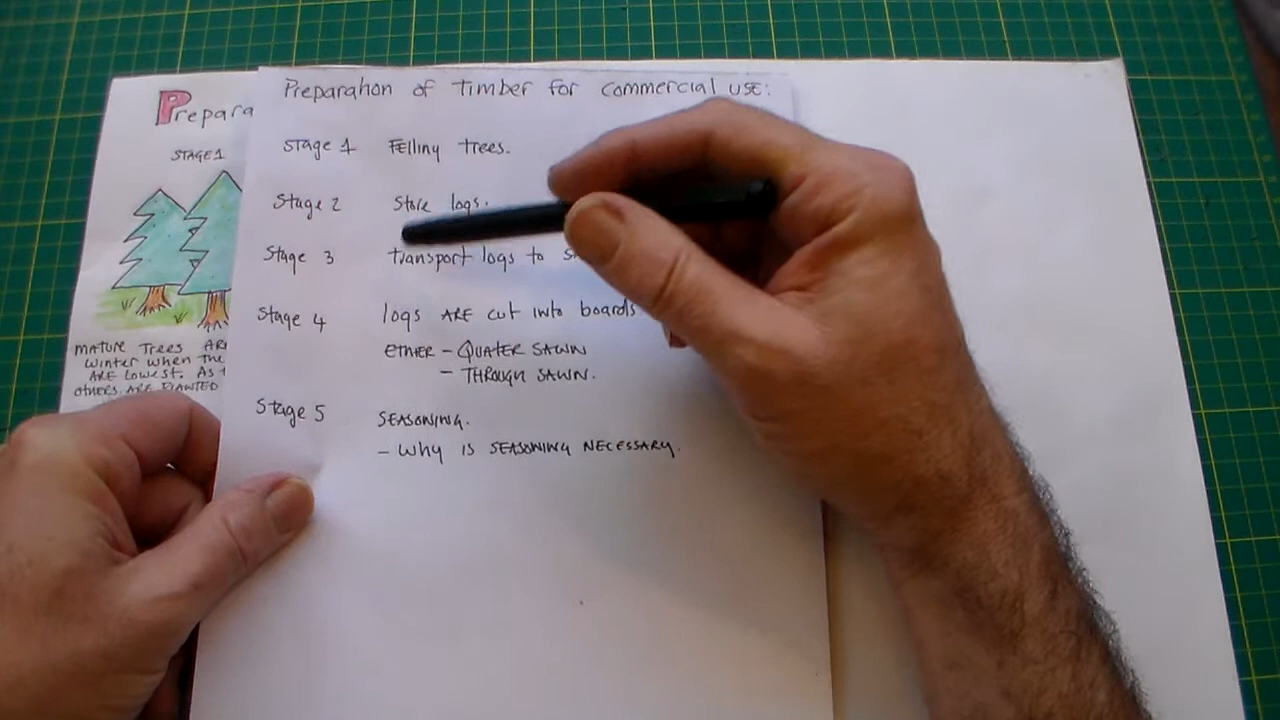 Preparation of timber for commercial use:
Stage 1 Felling trees.
Stage 2 Store logs.
Stage 3 transport logs to
Stage 4 logs ARE cut into boards
ETHER - QUATER SAWN
- THROUGH SAWN.
Stage 5 SEASONING.
- Why IS SEASONING NECESSARY.
Prepara
STAGE 1
MATURE Trees AR
Winter when the
ARE lowest. As
others ARE PLANTED